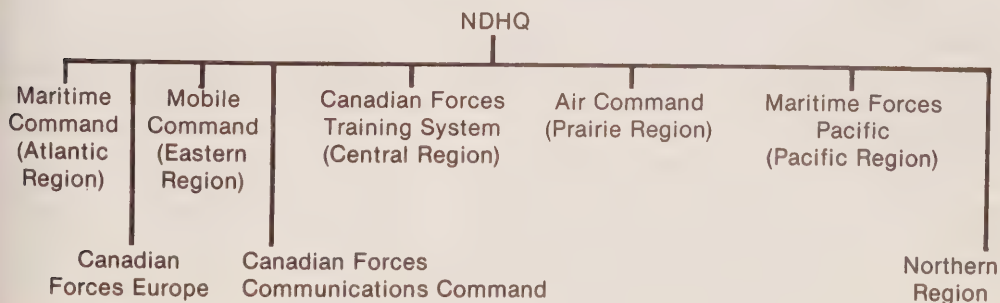 NDHQ
Maritime
Command
(Atlantic
Region)
Mobile
Command
(Eastern
Region)
Canadian Forces
Training System
(Central Region)
Air Command
(Prairie Region)
Maritime Forces
Pacific
(Pacific Region)
Canadian
Forces Europe
Canadian Forces
Communications Command
Northern
Region